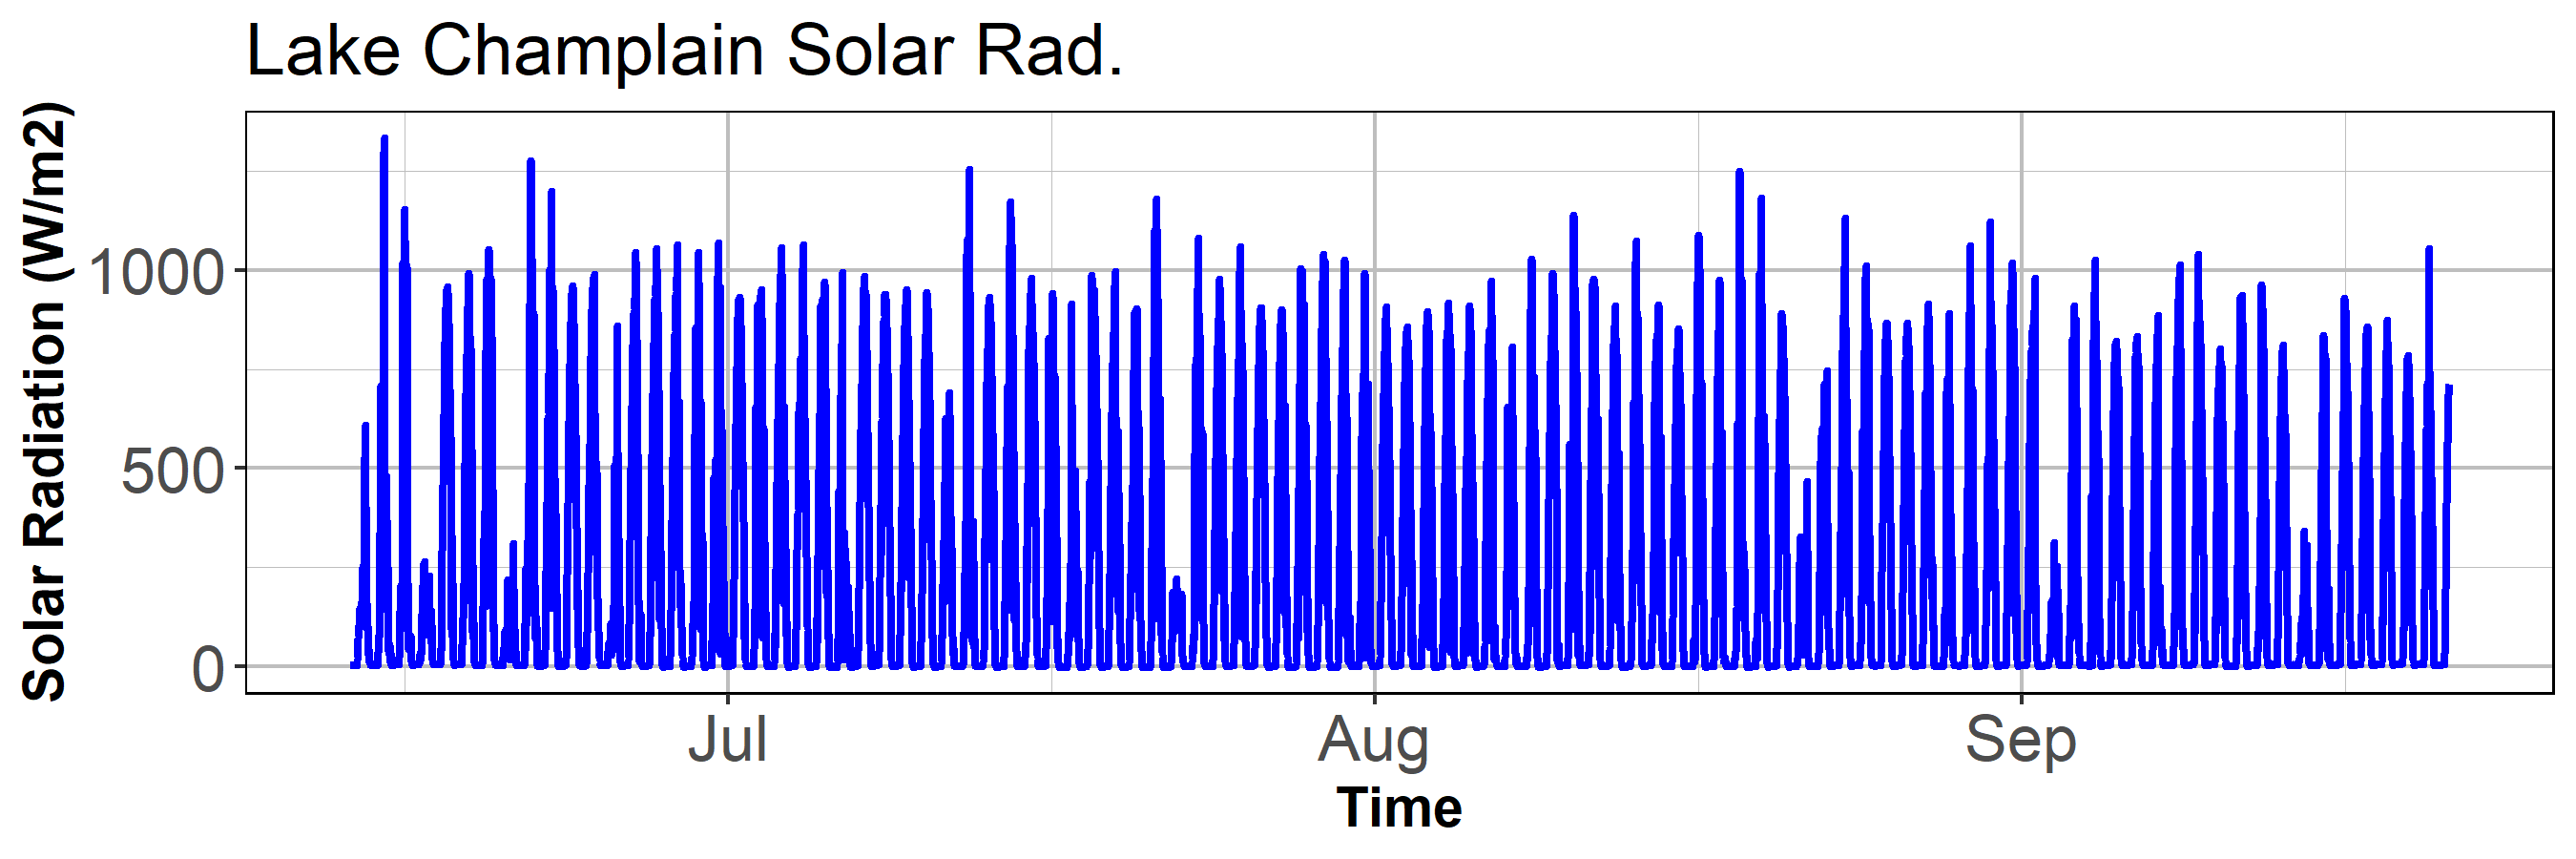 Lake Champlain Solar Rad.
Solar Radiation (W/m2)
1000
500
0
Jul Aug Sep
Time